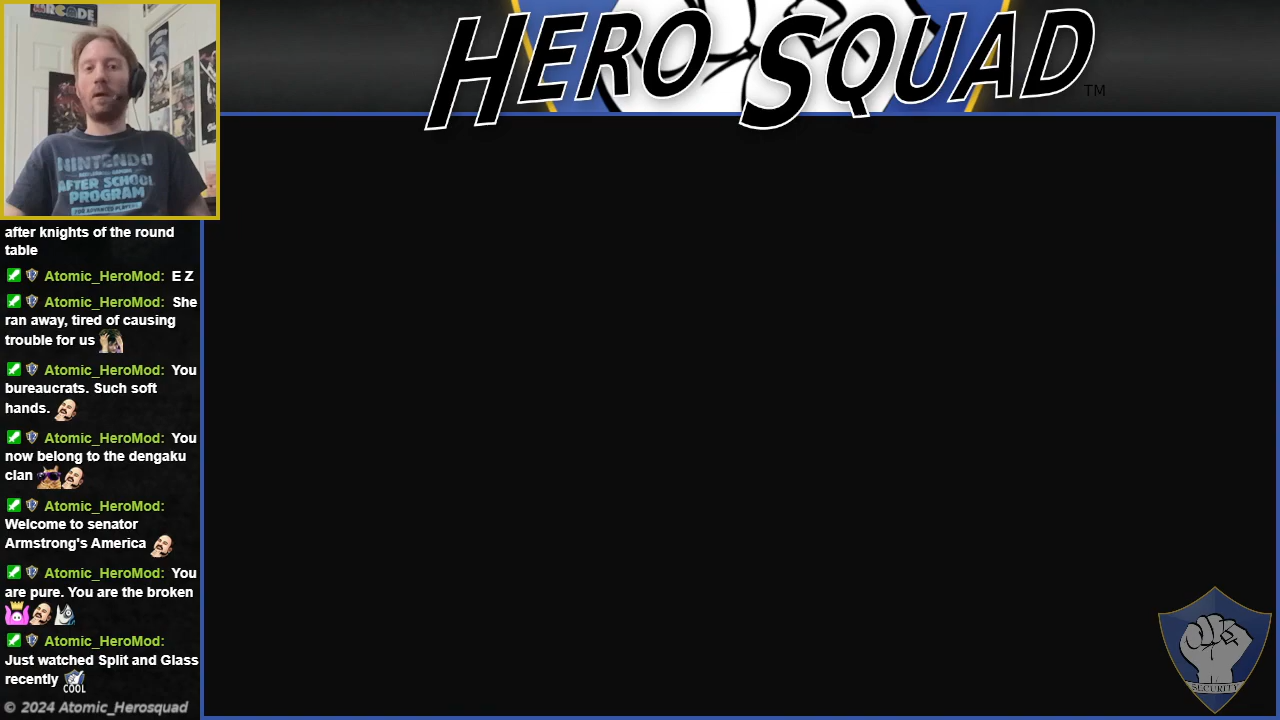 ARCADE
HERO SQUAD
TM
NINTENDO
AFTER SCHOOL
PROGRAM
FOR ADVANCED PLAYERS
after knights of the round
table
Atomic_HeroMod: E Z
Atomic_HeroMod: She
ran away, tired of causing
trouble for us
Atomic_HeroMod: You
bureaucrats. Such soft
hands.
Atomic_HeroMod: You
now belong to the dengaku
clan
Atomic_HeroMod:
Welcome to senator
Armstrong's America
Atomic_HeroMod: You
are pure. You are the broken
Atomic_HeroMod:
Just watched Split and Glass
recently COOL
© 2024 Atomic_Herosquad
SECURITY